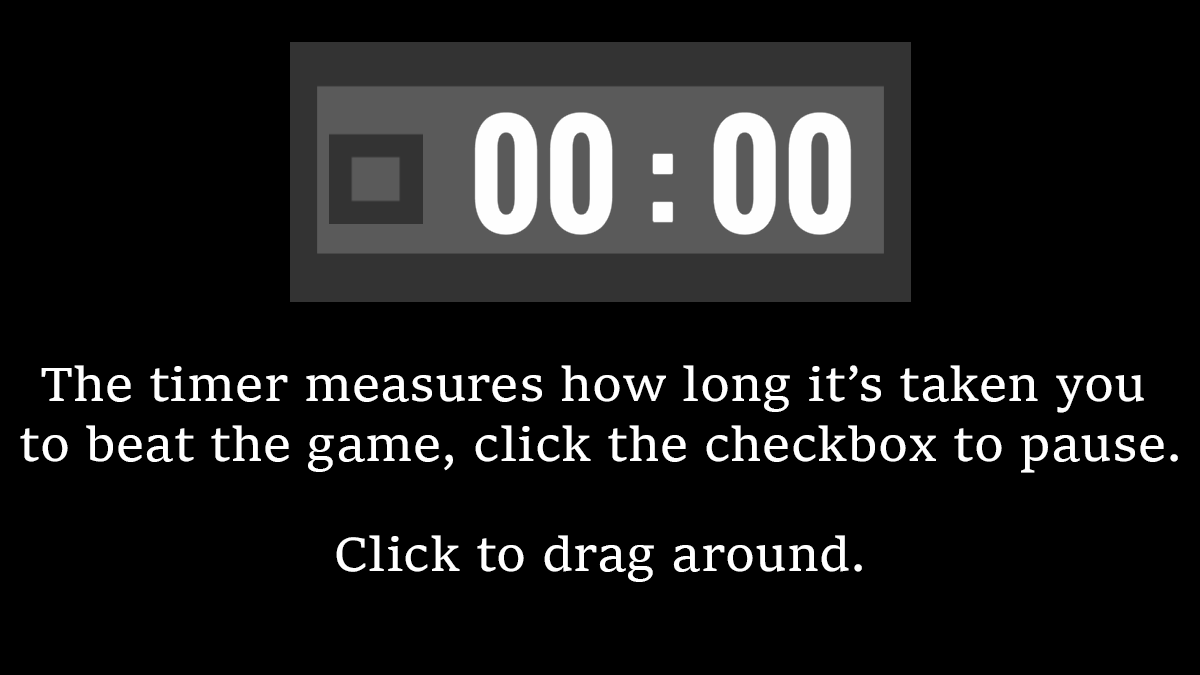 00:00
The timer measures how long it’s taken you
to beat the game, click the checkbox to pause.
Click to drag around.